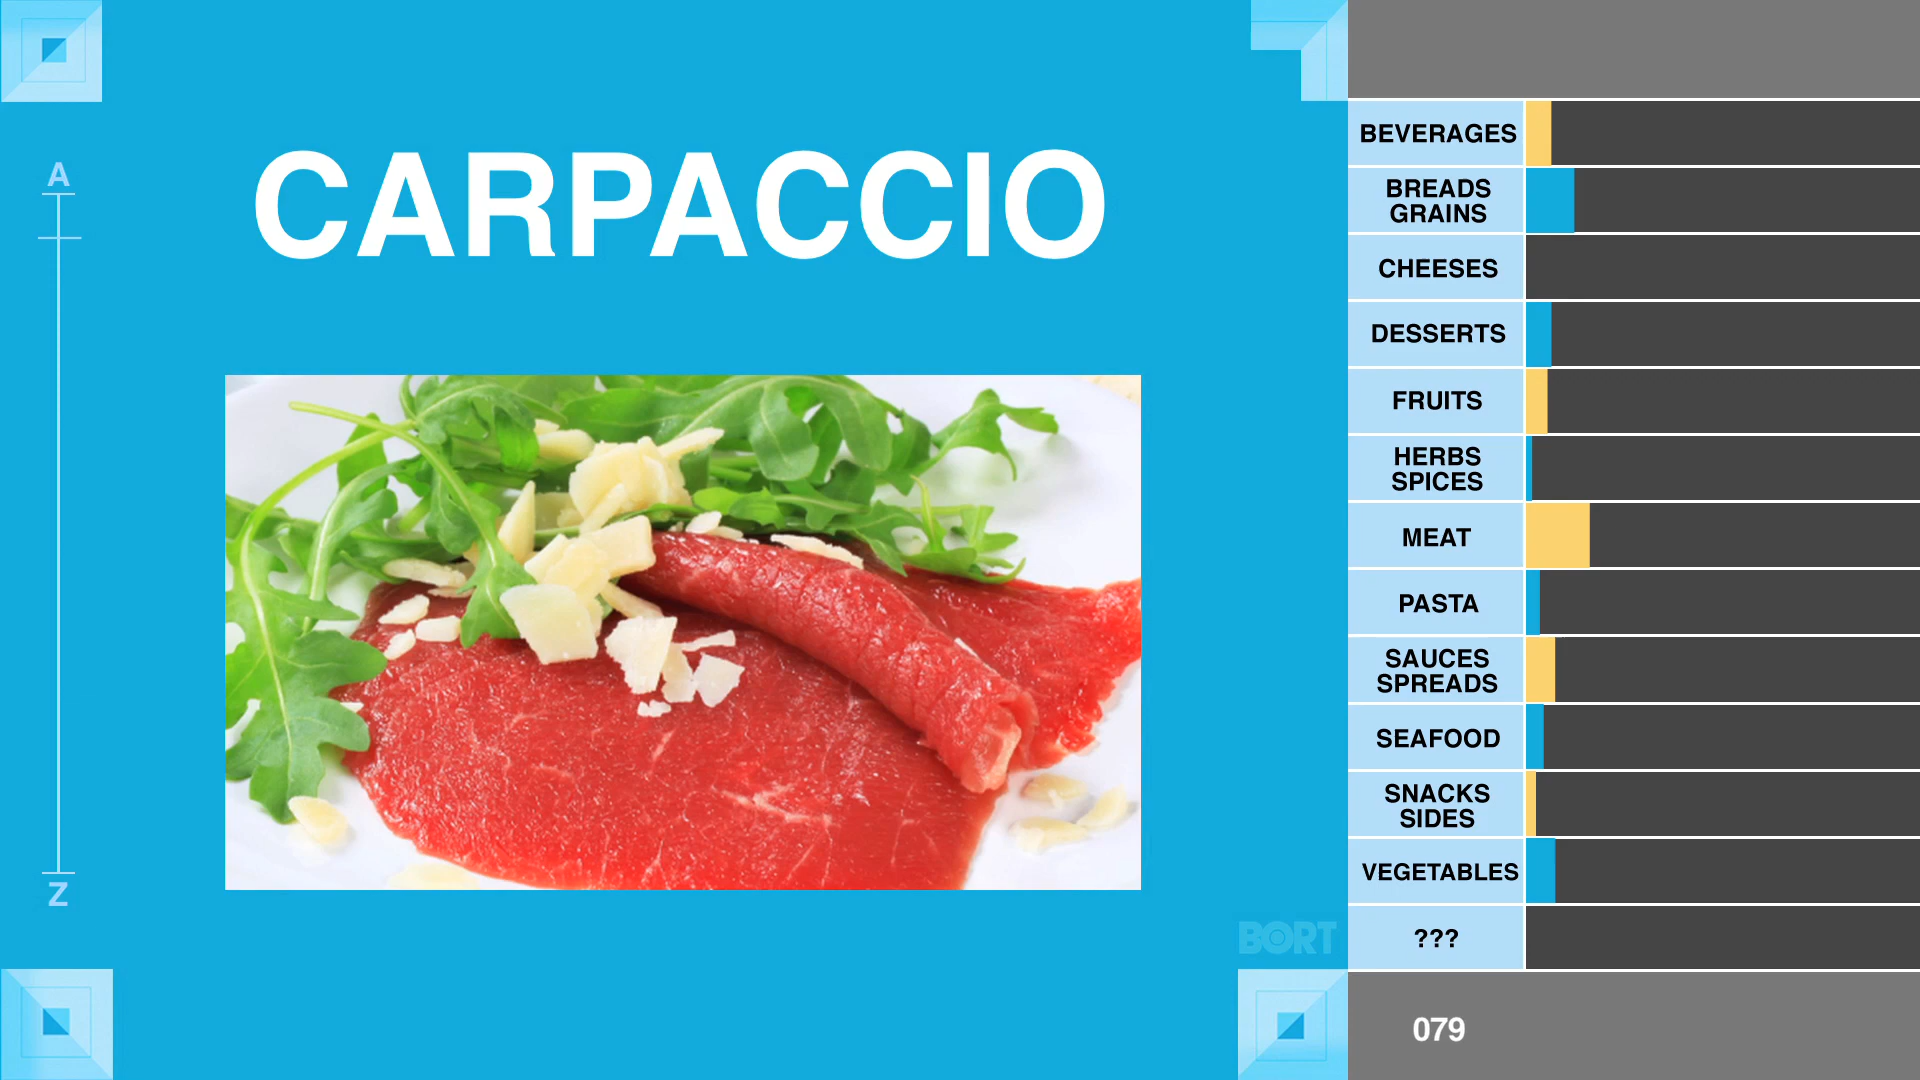 A
CARPACCIO
Z
BORT
BEVERAGES
BREADS
GRAINS
CHEESES
DESSERTS
FRUITS
HERBS
SPICES
MEAT
PASTA
SAUCES
SPREADS
SEAFOOD
SNACKS
SIDES
VEGETABLES
???
079